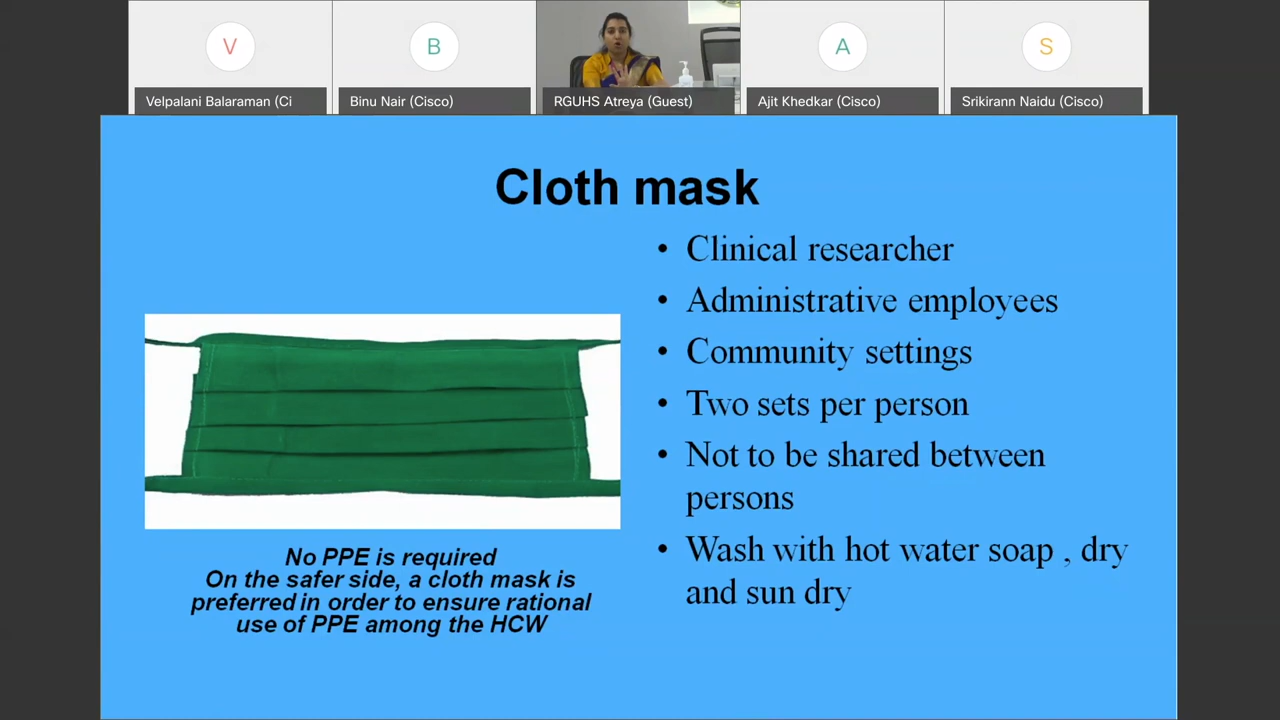 V
B
A
S
Velpalani Balaraman (Ci
Binu Nair (Cisco)
RGUHS Atreya (Guest)
Ajit Khedkar (Cisco)
Srikirann Naidu (Cisco)
Cloth mask
• Clinical researcher
• Administrative employees
• Community settings
• Two sets per person
• Not to be shared between
persons
• Wash with hot water soap , dry
and sun dry
No PPE is required
On the safer side, a cloth mask is
preferred in order to ensure rational
use of PPE among the HCW